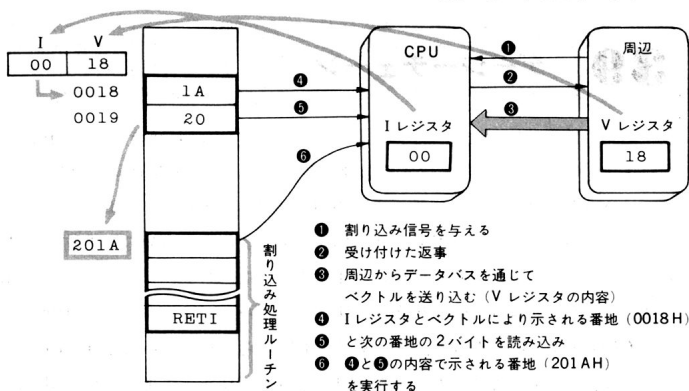 I V
00 18
0018
0019
1A
20
201A
RETI
割り込み処理ルーチン
CPU
Iレジスタ
00
周辺
Vレジスタ
18
❶
❷
❸
❹
❺
❻
❶ 割り込み信号を与える
❷ 受け付けた返事
❸ 周辺からデータバスを通じて
ベクトルを送り込む（Vレジスタの内容）
❹ Iレジスタとベクトルにより示される番地（0018H）
❺ と次の番地の2バイトを読み込み
❻ ❹と❺の内容で示される番地（201AH）
を実行する